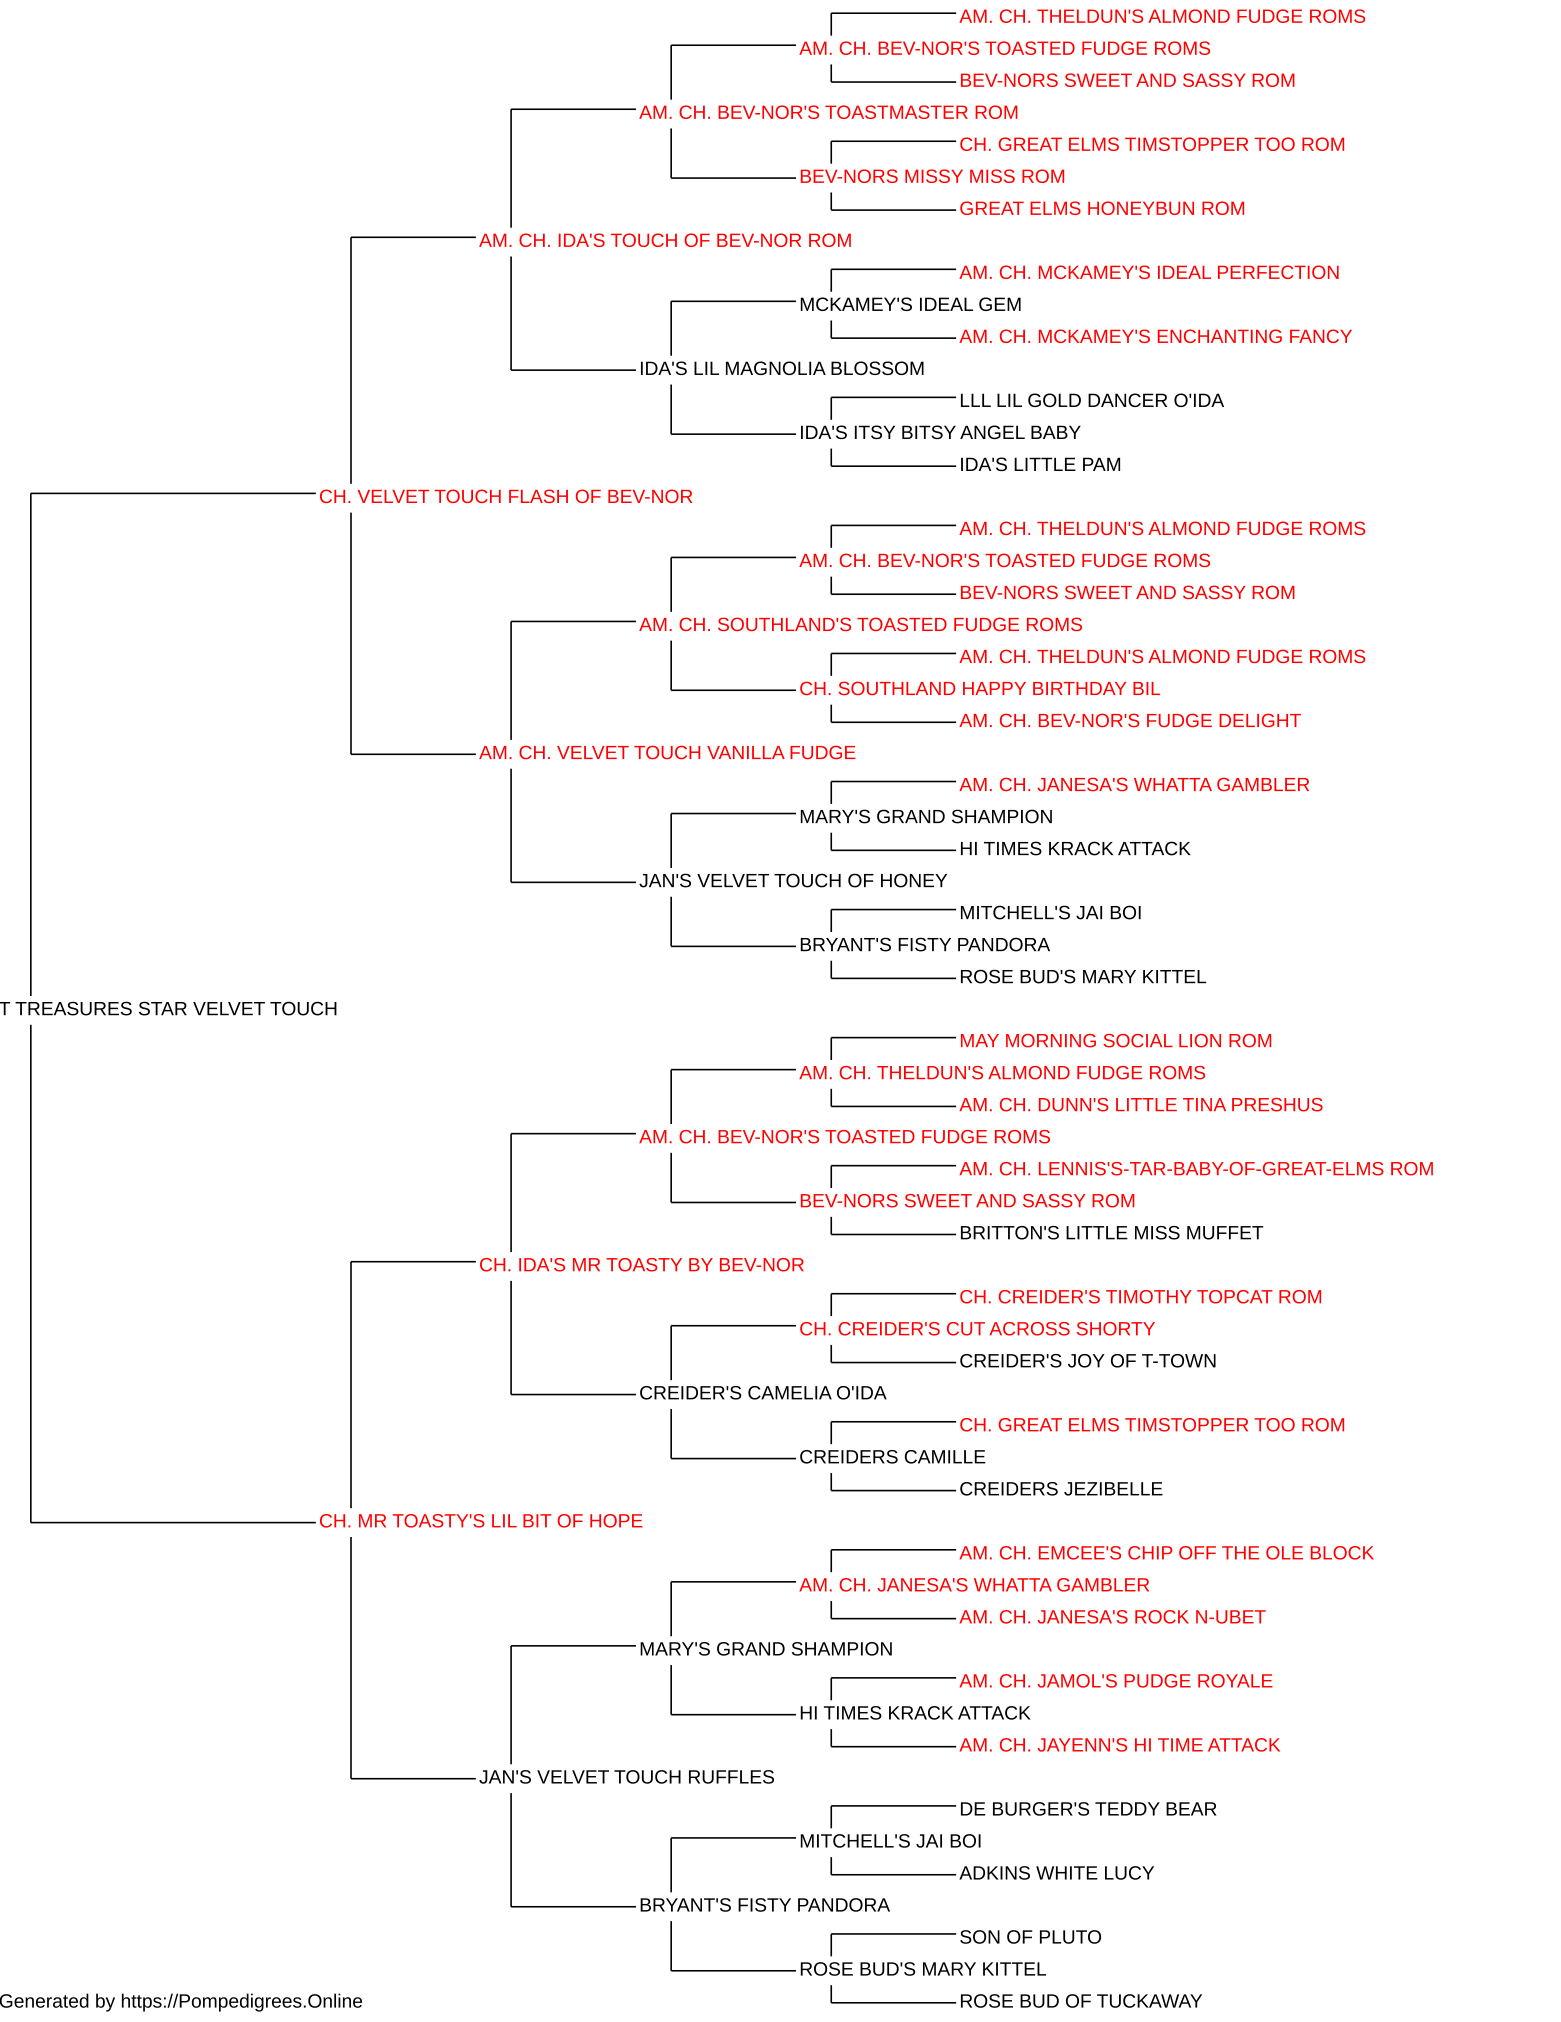 AM. CH. THELDUN'S ALMOND FUDGE ROMS
AM. CH. BEV-NOR'S TOASTED FUDGE ROMS
BEV-NORS SWEET AND SASSY ROM
AM. CH. BEV-NOR'S TOASTMASTER ROM
CH. GREAT ELMS TIMSTOPPER TOO ROM
BEV-NORS MISSY MISS ROM
GREAT ELMS HONEYBUN ROM
AM. CH. IDA'S TOUCH OF BEV-NOR ROM
AM. CH. MCKAMEY'S IDEAL PERFECTION
MCKAMEY'S IDEAL GEM
AM. CH. MCKAMEY'S ENCHANTING FANCY
IDA'S LIL MAGNOLIA BLOSSOM
LLL LIL GOLD DANCER O'IDA
IDA'S ITSY BITSY ANGEL BABY
IDA'S LITTLE PAM
CH. VELVET TOUCH FLASH OF BEV-NOR
AM. CH. THELDUN'S ALMOND FUDGE ROMS
AM. CH. BEV-NOR'S TOASTED FUDGE ROMS
BEV-NORS SWEET AND SASSY ROM
AM. CH. SOUTHLAND'S TOASTED FUDGE ROMS
AM. CH. THELDUN'S ALMOND FUDGE ROMS
CH. SOUTHLAND HAPPY BIRTHDAY BIL
AM. CH. BEV-NOR'S FUDGE DELIGHT
AM. CH. VELVET TOUCH VANILLA FUDGE
AM. CH. JANESA'S WHATTA GAMBLER
MARY'S GRAND SHAMPION
HI TIMES KRACK ATTACK
JAN'S VELVET TOUCH OF HONEY
MITCHELL'S JAI BOI
BRYANT'S FISTY PANDORA
ROSE BUD'S MARY KITTEL
T TREASURES STAR VELVET TOUCH
MAY MORNING SOCIAL LION ROM
AM. CH. THELDUN'S ALMOND FUDGE ROMS
AM. CH. DUNN'S LITTLE TINA PRESHUS
AM. CH. BEV-NOR'S TOASTED FUDGE ROMS
AM. CH. LENNIS'S-TAR-BABY-OF-GREAT-ELMS ROM
BEV-NORS SWEET AND SASSY ROM
BRITTON'S LITTLE MISS MUFFET
CH. IDA'S MR TOASTY BY BEV-NOR
CH. CREIDER'S TIMOTHY TOPCAT ROM
CH. CREIDER'S CUT ACROSS SHORTY
CREIDER'S JOY OF T-TOWN
CREIDER'S CAMELIA O'IDA
CH. GREAT ELMS TIMSTOPPER TOO ROM
CREIDERS CAMILLE
CREIDERS JEZIBELLE
CH. MR TOASTY'S LIL BIT OF HOPE
AM. CH. EMCEE'S CHIP OFF THE OLE BLOCK
AM. CH. JANESA'S WHATTA GAMBLER
AM. CH. JANESA'S ROCK N-UBET
MARY'S GRAND SHAMPION
AM. CH. JAMOL'S PUDGE ROYALE
HI TIMES KRACK ATTACK
AM. CH. JAYENN'S HI TIME ATTACK
JAN'S VELVET TOUCH RUFFLES
DE BURGER'S TEDDY BEAR
MITCHELL'S JAI BOI
ADKINS WHITE LUCY
BRYANT'S FISTY PANDORA
SON OF PLUTO
ROSE BUD'S MARY KITTEL
ROSE BUD OF TUCKAWAY
Generated by https://Pompedigrees.Online